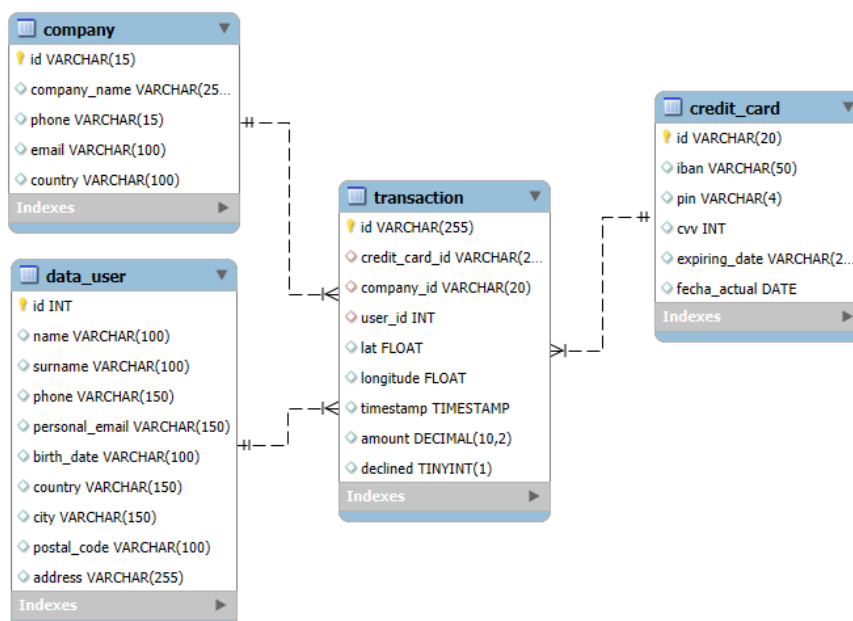 company
id VARCHAR(15)
company_name VARCHAR(25...
phone VARCHAR(15)
email VARCHAR(100)
country VARCHAR(100)
Indexes
data_user
id INT
name VARCHAR(100)
surname VARCHAR(100)
phone VARCHAR(150)
personal_email VARCHAR(150)
birth_date VARCHAR(100)
country VARCHAR(150)
city VARCHAR(150)
postal_code VARCHAR(100)
address VARCHAR(255)
Indexes
transaction
id VARCHAR(255)
credit_card_id VARCHAR(2...
company_id VARCHAR(20)
user_id INT
lat FLOAT
longitude FLOAT
timestamp TIMESTAMP
amount DECIMAL(10,2)
declined TINYINT(1)
Indexes
credit_card
id VARCHAR(20)
iban VARCHAR(50)
pin VARCHAR(4)
cvv INT
expiring_date VARCHAR(2...
fecha_actual DATE
Indexes